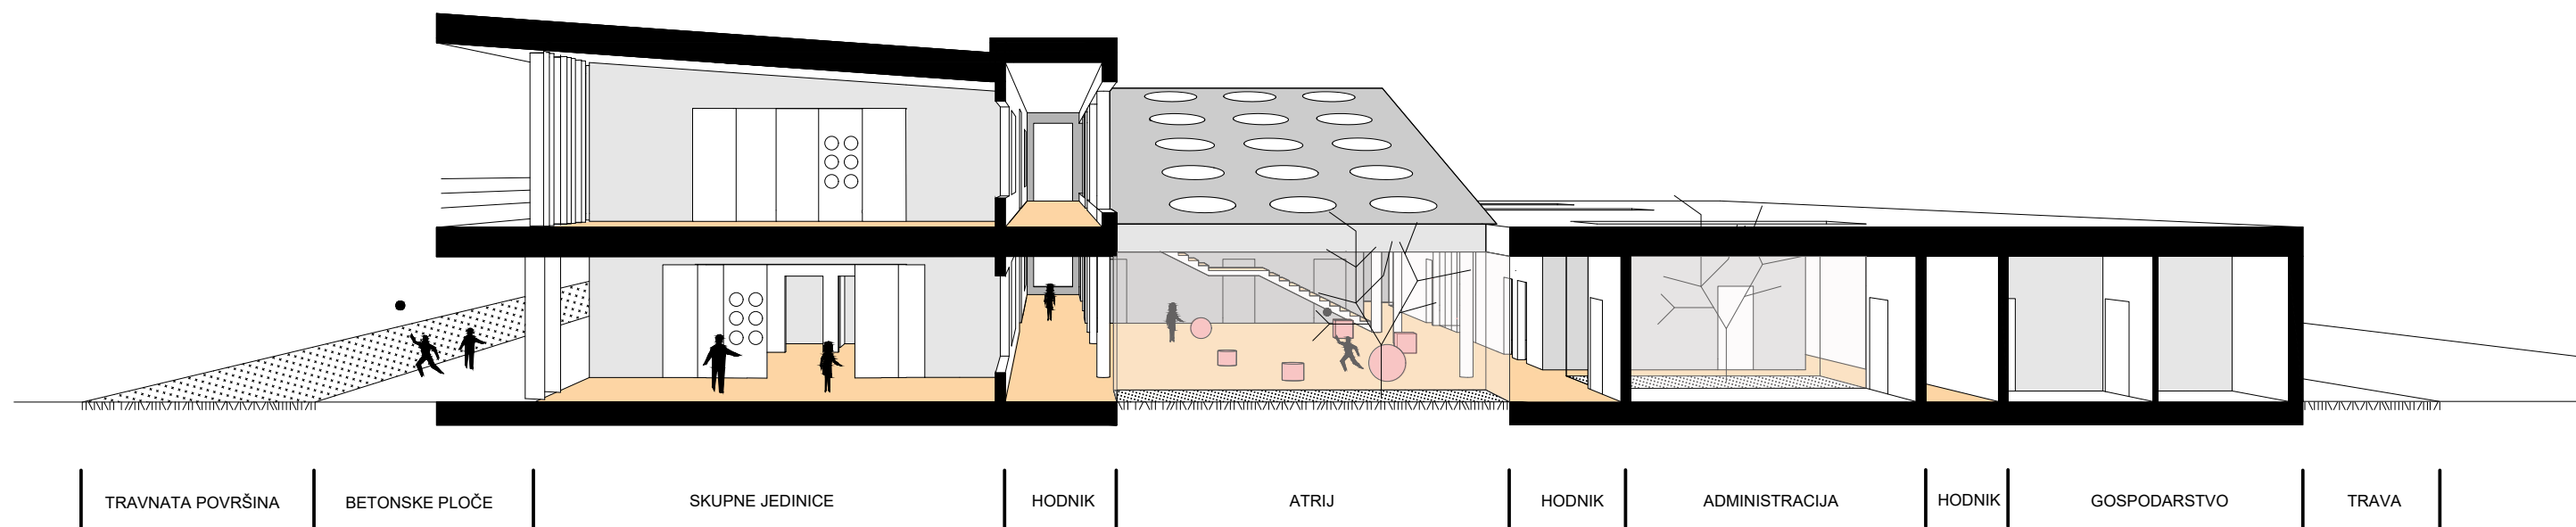 TRAVNATA POVRŠINA
BETONSKE PLOČE
SKUPNE JEDINICE
HODNIK
ATRIJ
HODNIK
ADMINISTRACIJA
HODNIK
GOSPODARSTVO
TRAVA